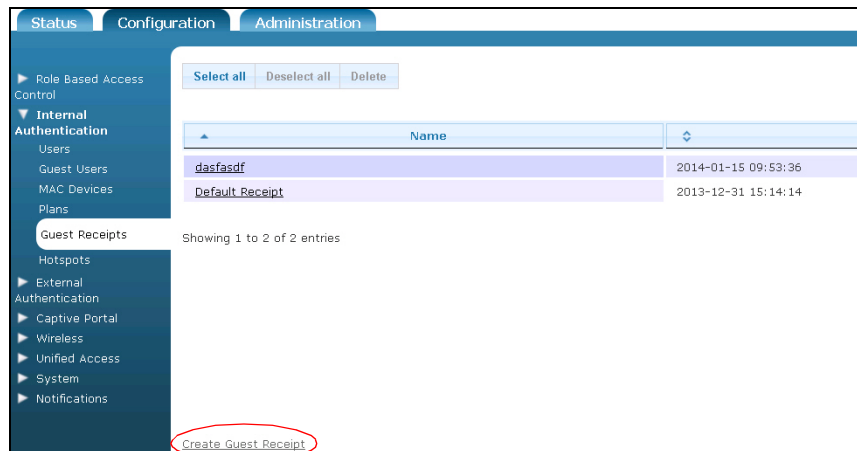 Status Configuration Administration
Role Based Access
Control
Internal
Authentication
Users
Guest Users
MAC Devices
Plans
Guest Receipts
Hotspots
External
Authentication
Captive Portal
Wireless
Unified Access
System
Notifications
Select all Deselect all Delete
Name
dasfasdf 2014-01-15 09:53:36
Default Receipt 2013-12-31 15:14:14
Showing 1 to 2 of 2 entries
Create Guest Receipt